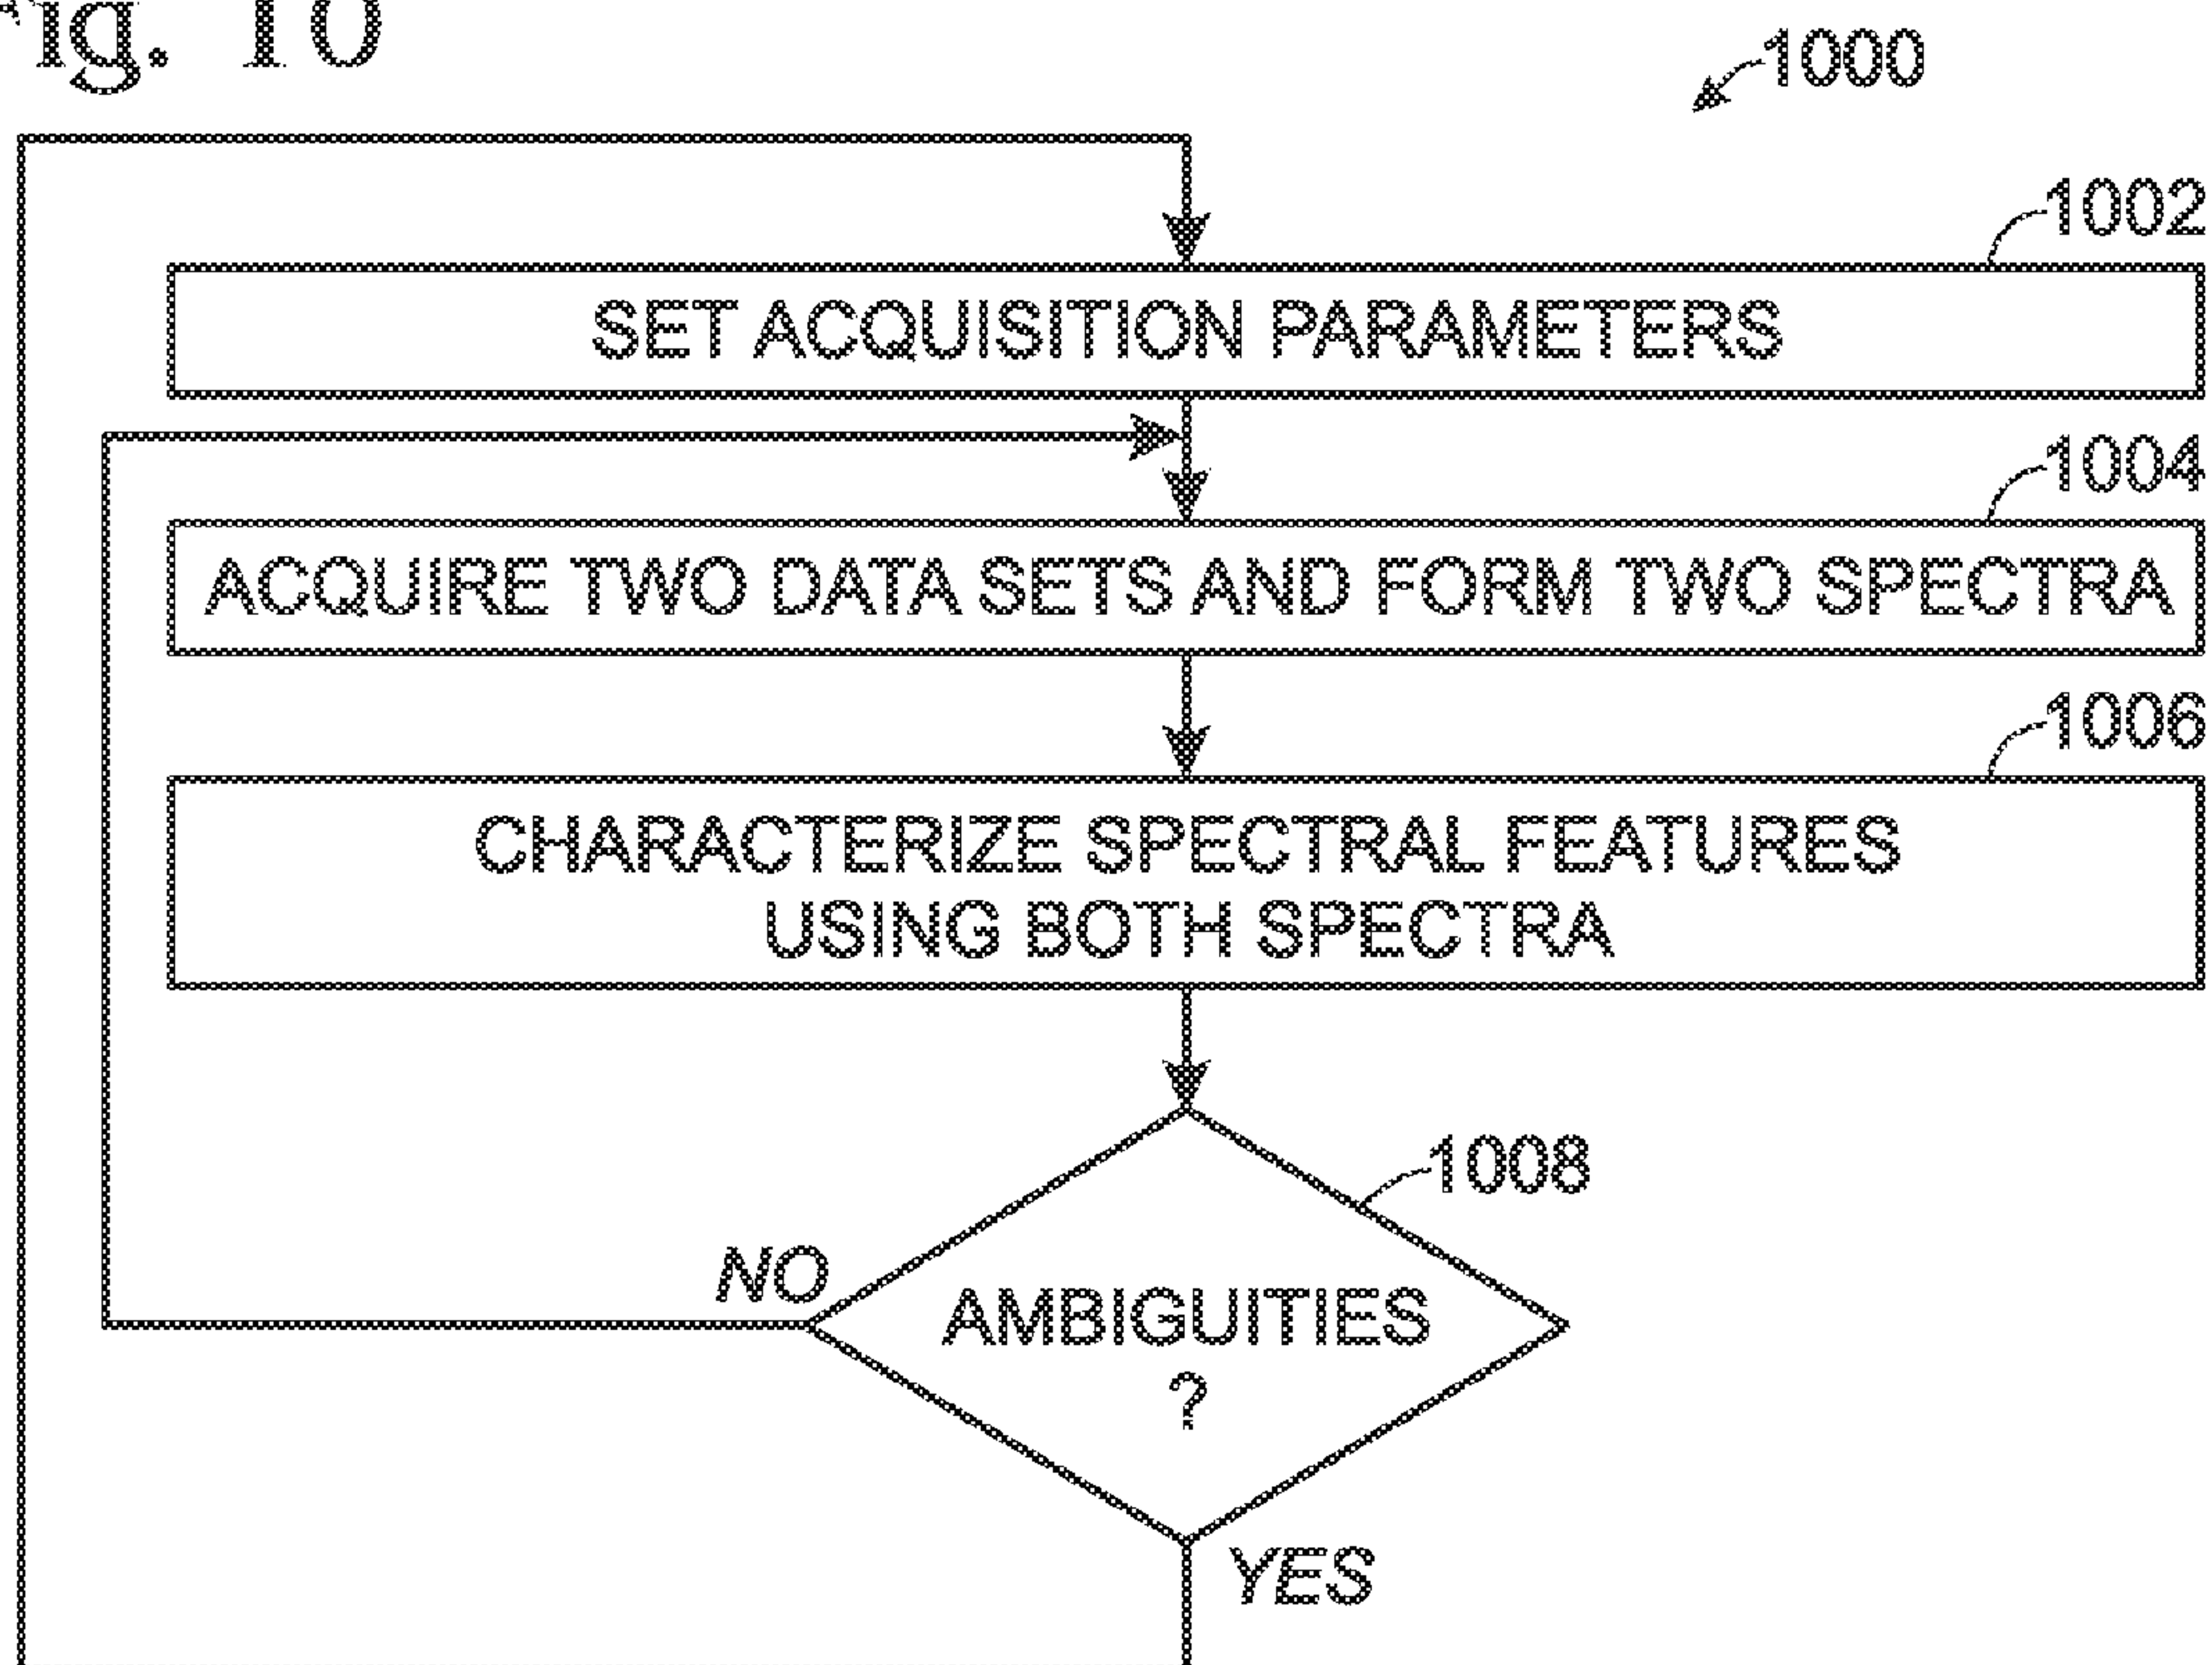 Fig. 10
1000
1002
SET ACQUISITION PARAMETERS
1004
ACQUIRE TWO DATA SETS AND FORM TWO SPECTRA
1006
CHARACTERIZE SPECTRAL FEATURES
USING BOTH SPECTRA
1008
NO
AMBIGUITIES
?
YES